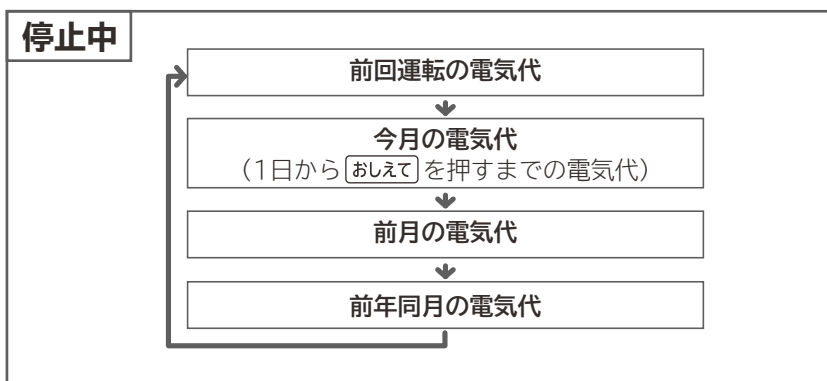 停止中
前回運転の電気代
今月の電気代
（1日からおしえてを押すまでの電気代）
前月の電気代
前年同月の電気代